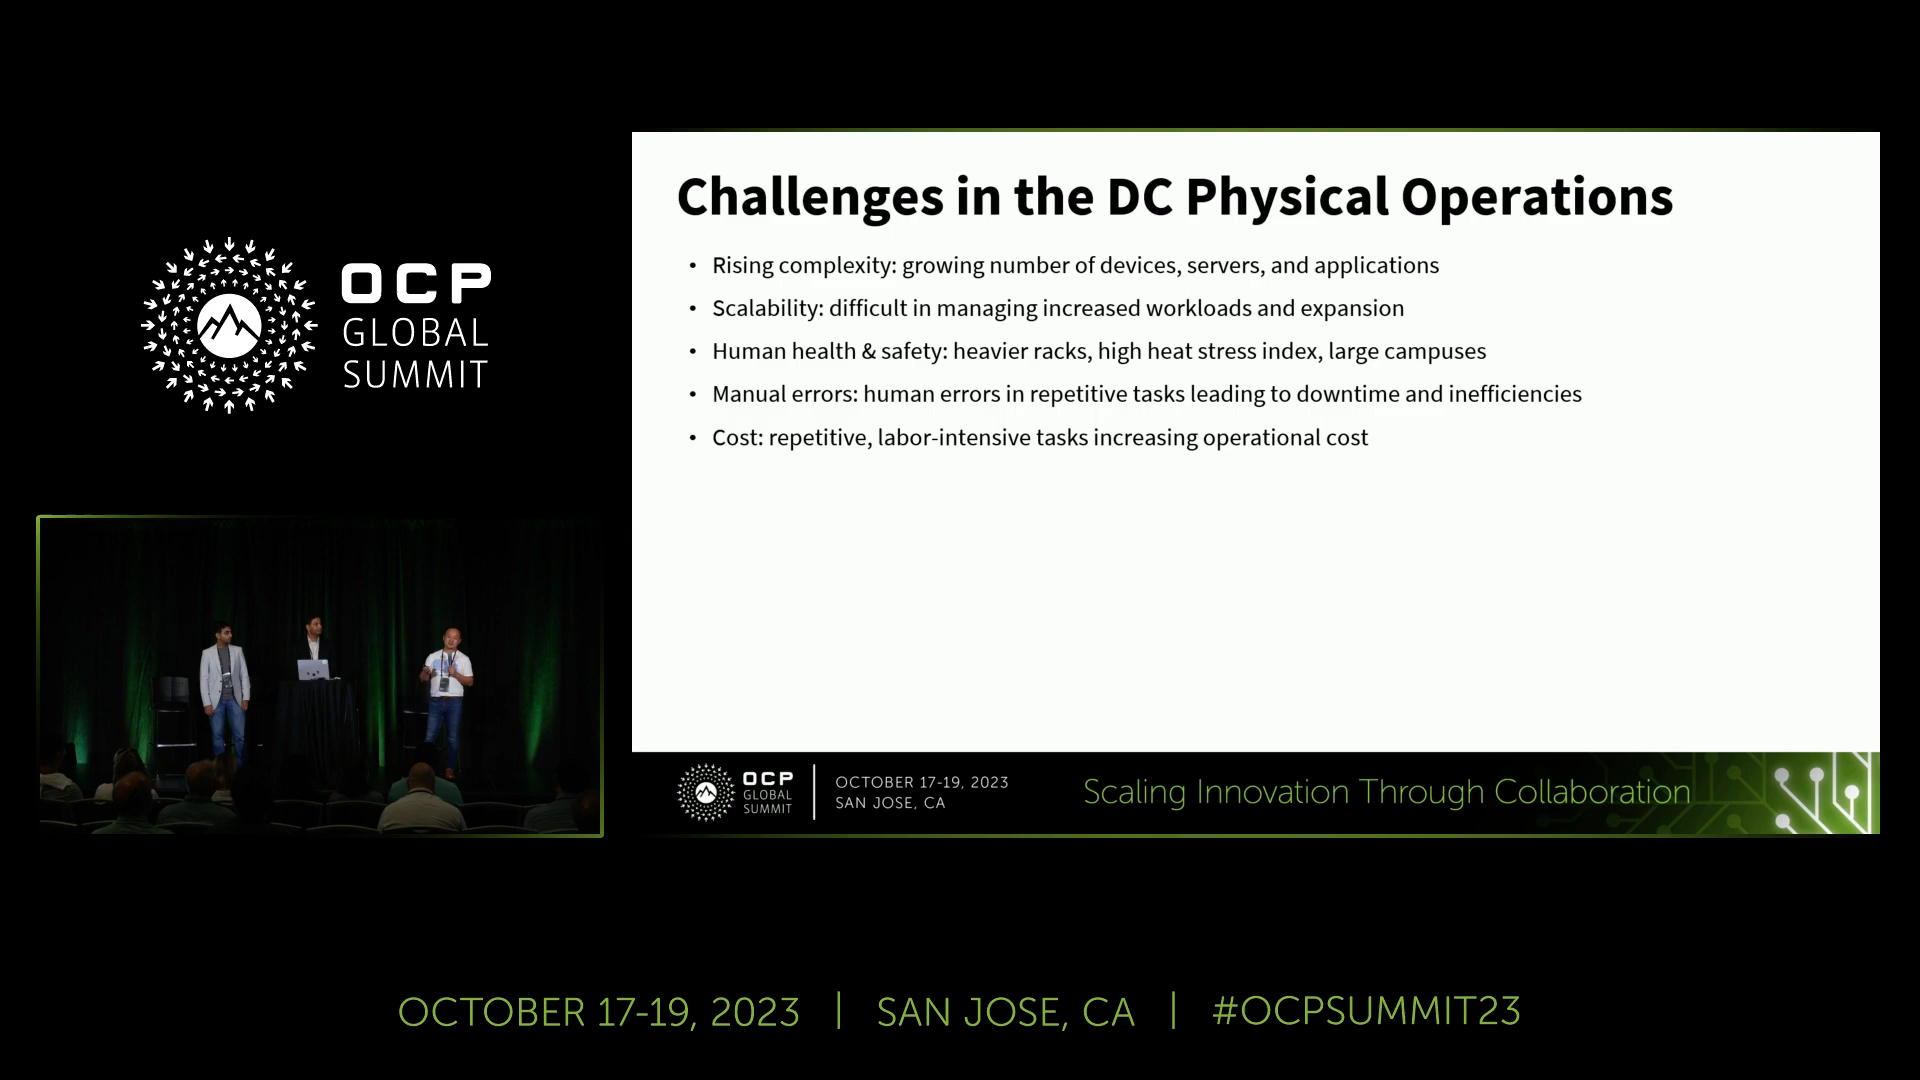 OCP
GLOBAL
SUMMIT
Challenges in the DC Physical Operations
• Rising complexity: growing number of devices, servers, and applications
• Scalability: difficult in managing increased workloads and expansion
• Human health & safety: heavier racks, high heat stress index, large campuses
• Manual errors: human errors in repetitive tasks leading to downtime and inefficiencies
• Cost: repetitive, labor-intensive tasks increasing operational cost
OCP
GLOBAL
SUMMIT
OCTOBER 17-19, 2023
SAN JOSE, CA
Scaling Innovation Through Collaboration
OCTOBER 17-19, 2023 | SAN JOSE, CA | #OCPSUMMIT23